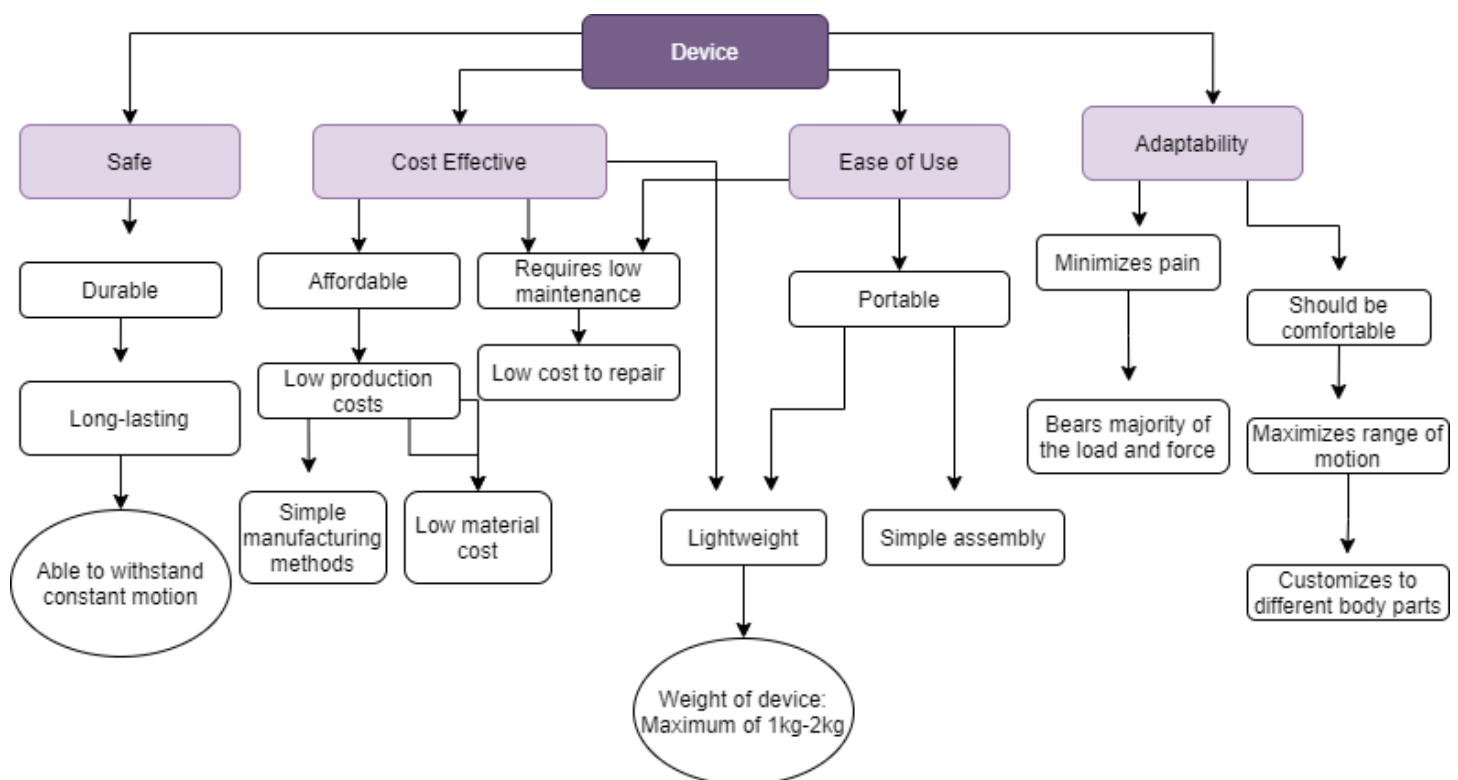 Device
Safe
Cost Effective
Ease of Use
Adaptability
Durable
Affordable
Requires low
maintenance
Portable
Minimizes pain
Should be
comfortable
Long-lasting
Low production
costs
Low cost to repair
Bears majority of
the load and force
Maximizes range of
motion
Able to withstand
constant motion
Simple
manufacturing
methods
Low material
cost
Lightweight
Simple assembly
Customizes to
different body parts
Weight of device:
Maximum of 1kg-2kg